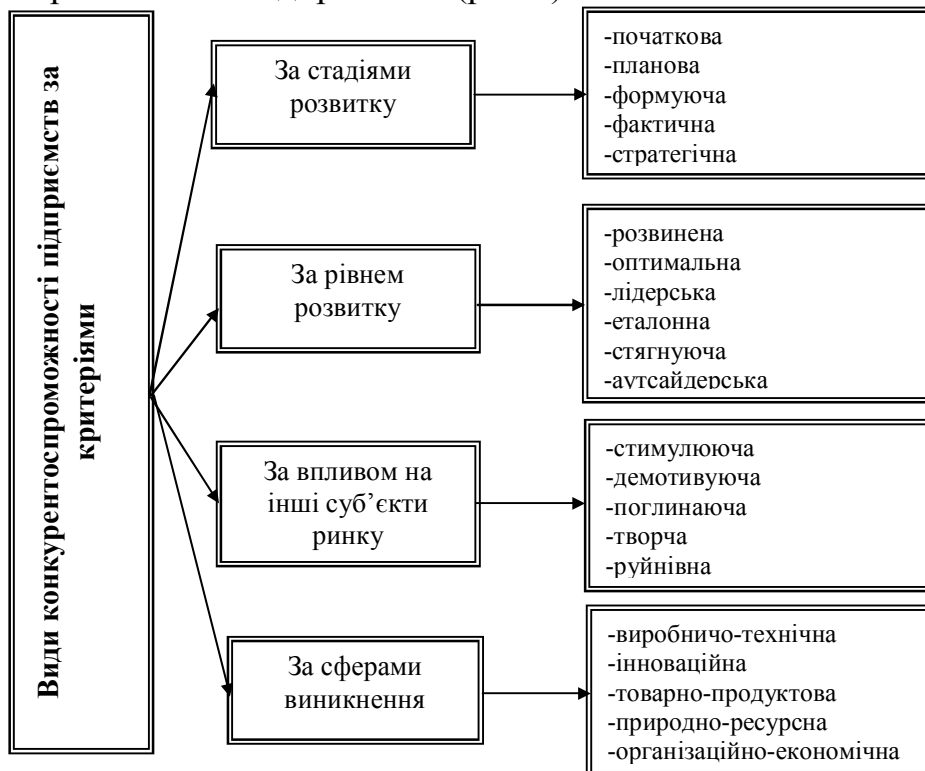 Види конкурентоспроможності підприємств за
критеріями
За стадіями
розвитку
-початкова
-планова
-формуюча
-фактична
-стратегічна
За рівнем
розвитку
-розвинена
-оптимальна
-лідерська
-еталонна
-стягнуюча
-аутсайдерська
За впливом на
інші суб’єкти
ринку
-стимулююча
-демотивуюча
-поглинаюча
-творча
-руйнівна
За сферами
виникнення
-виробничо-технічна
-інноваційна
-товарно-продуктова
-природно-ресурсна
-організаційно-економічна